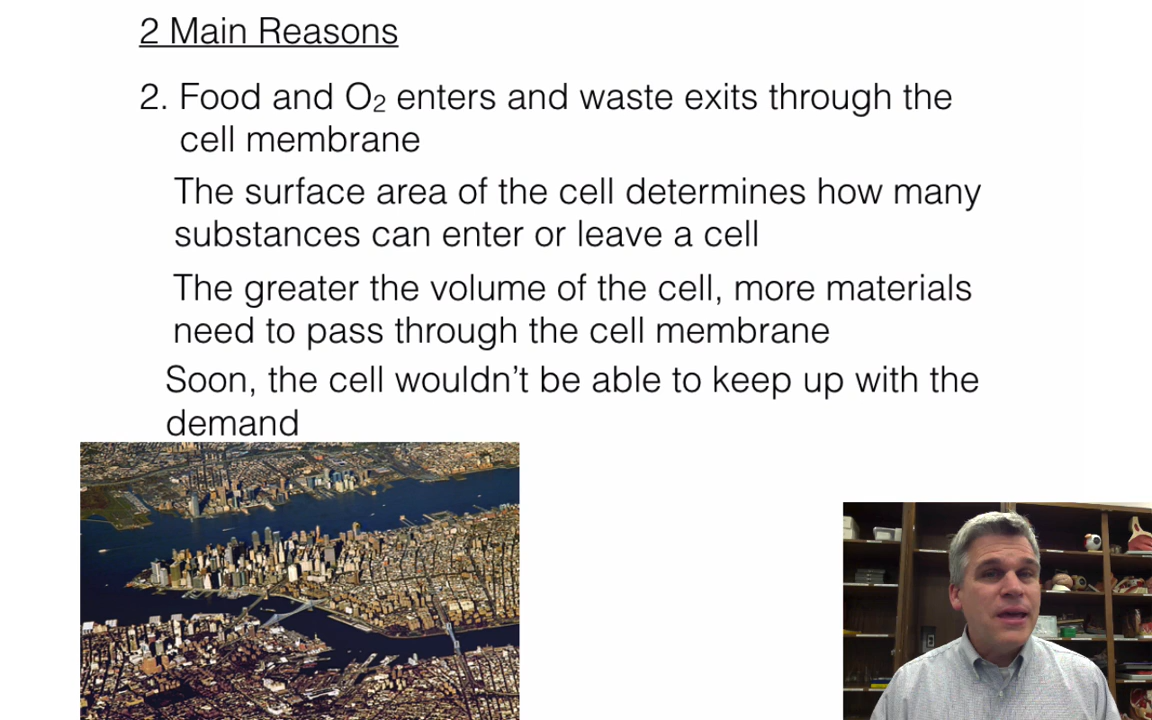 2 Main Reasons
2. Food and O₂ enters and waste exits through the
cell membrane
The surface area of the cell determines how many
substances can enter or leave a cell
The greater the volume of the cell, more materials
need to pass through the cell membrane
Soon, the cell wouldn't be able to keep up with the
demand